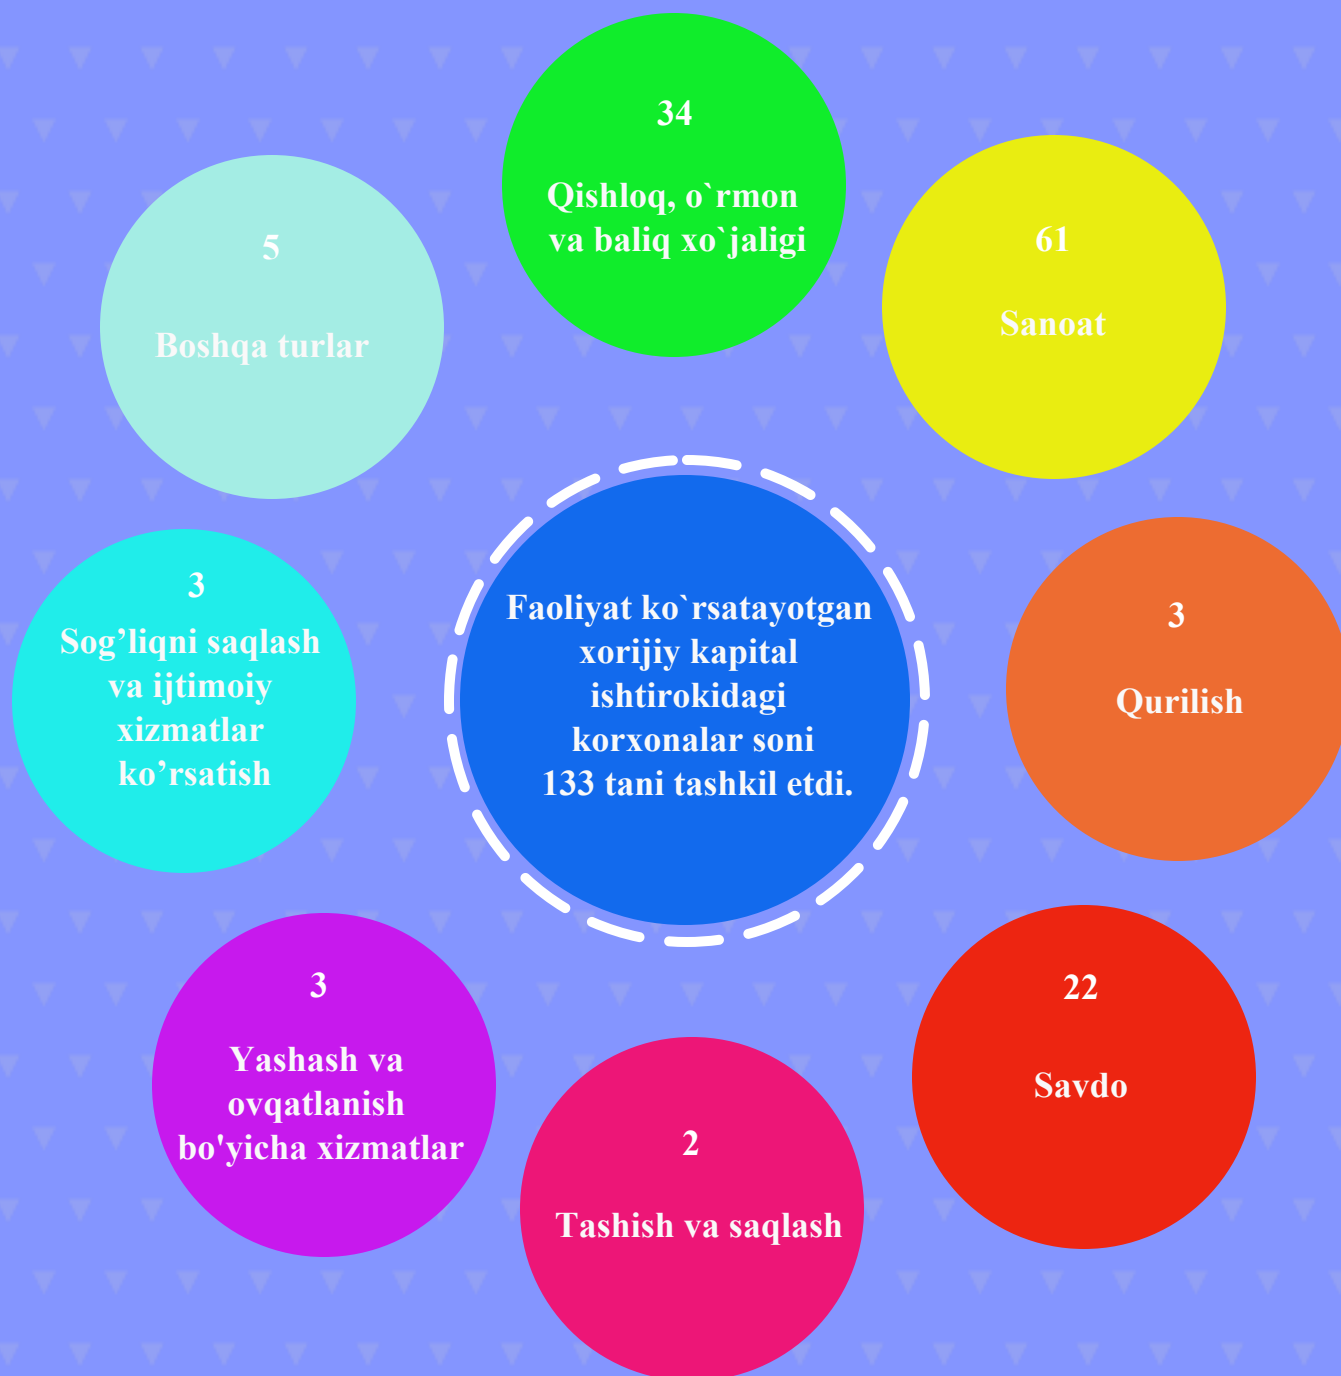 34
Qishloq, o`rmon
va baliq xo`jaligi
61
Sanoat
3
Qurilish
22
Savdo
2
Tashish va saqlash
3
Yashash va
ovqatlanish
bo'yicha xizmatlar
3
Sog’liqni saqlash
va ijtimoiy
xizmatlar
ko’rsatish
5
Boshqa turlar
Faoliyat ko`rsatayotgan
xorijiy kapital
ishtirokidagi
korxonalar soni
133 tani tashkil etdi.